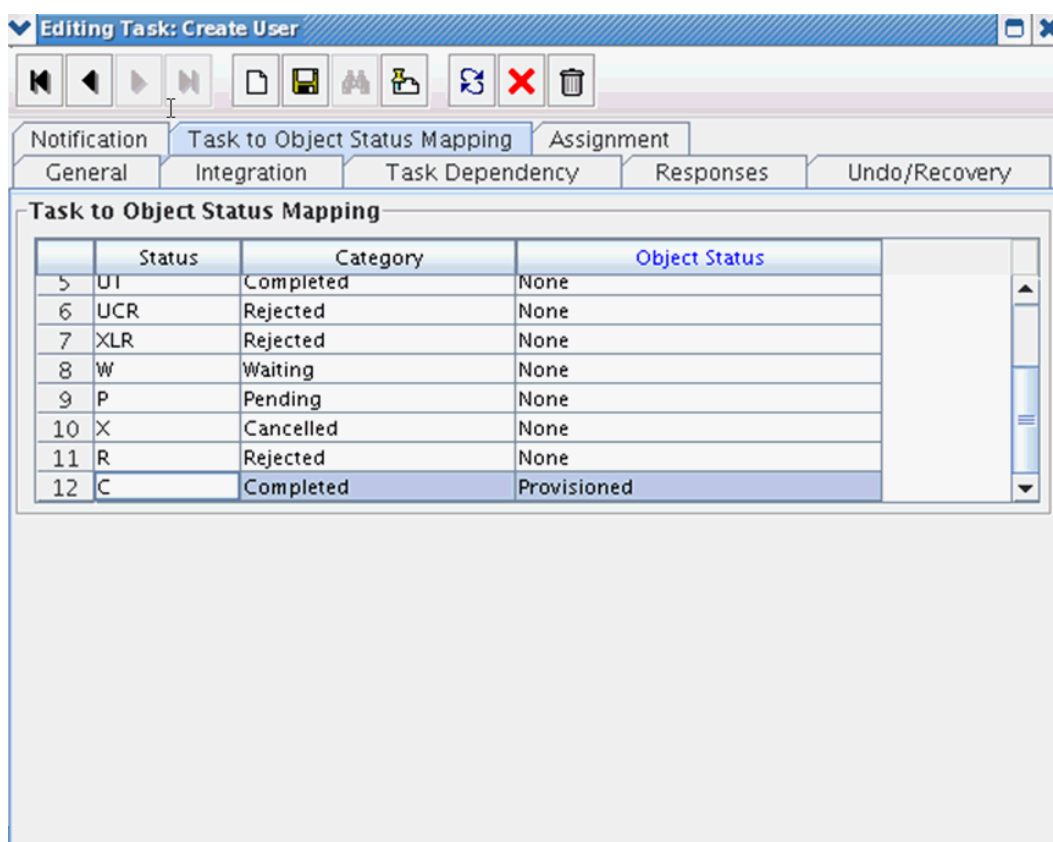 Editing Task: Create User
Notification Task to Object Status Mapping Assignment
General Integration Task Dependency Responses Undo/Recovery
Task to Object Status Mapping
Status Category Object Status
5 UT Completed None
6 UCR Rejected None
7 XLR Rejected None
8 W Waiting None
9 P Pending None
10 X Cancelled None
11 R Rejected None
12 C Completed Provisioned